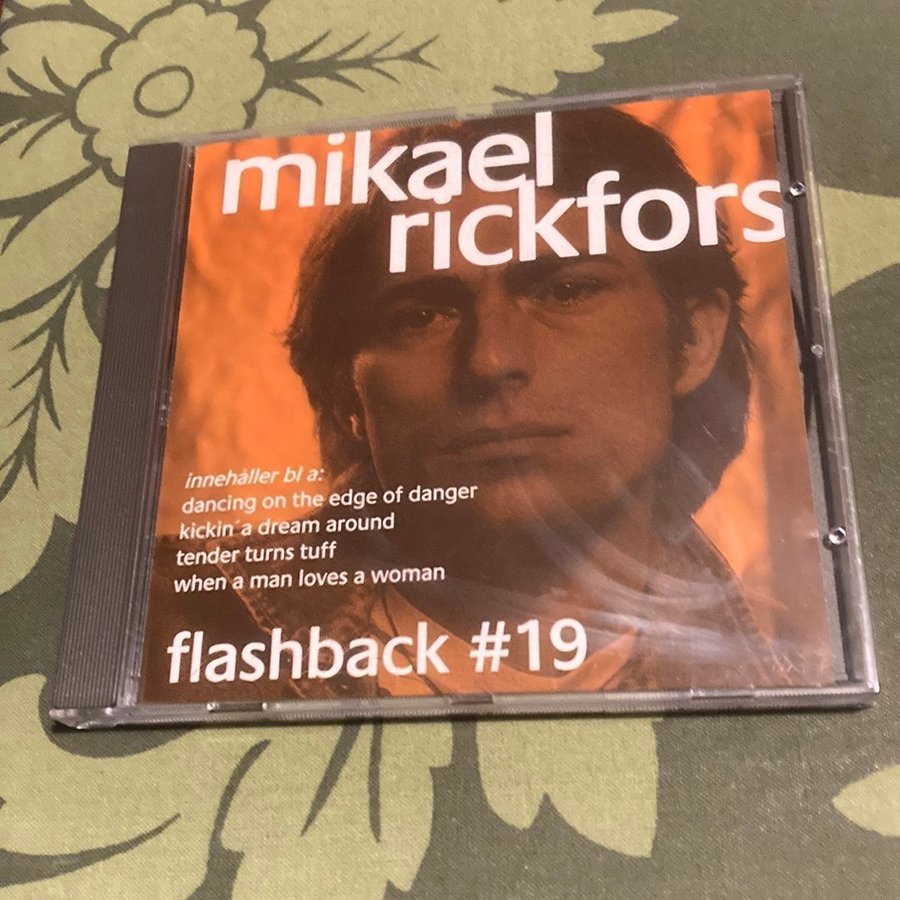 mikael
rickfors
innehåller bl a:
dancing on the edge of danger
kickin´a dream around
tender turns tuff
when a man loves a woman
flashback #19